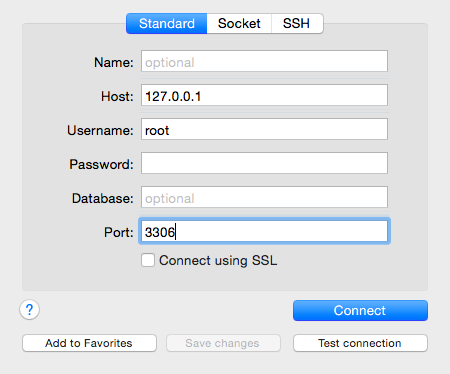 Standard Socket SSH
Name: optional
Host: 127.0.0.1
Username: root
Password:
Database: optional
Port: 3306
Connect using SSL
? Connect
Add to Favorites Save changes Test connection